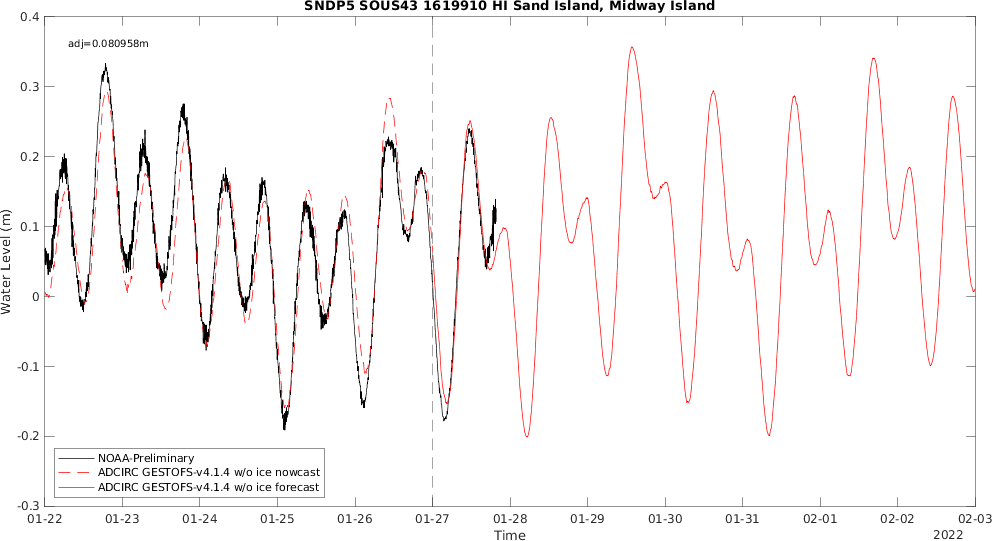 SNDP5 SOUS43 1619910 HI Sand Island, Midway Island
adj=0.080958m
0.4
0.3
0.2
0.1
0
-0.1
-0.2
-0.3
Water Level (m)
NOAA-Preliminary
ADCIRC GESTOFS-v4.1.4 w/o ice nowcast
ADCIRC GESTOFS-v4.1.4 w/o ice forecast
01-22 01-23 01-24 01-25 01-26 01-27 01-28 01-29 01-30 01-31 02-01 02-02 02-03
Time
2022